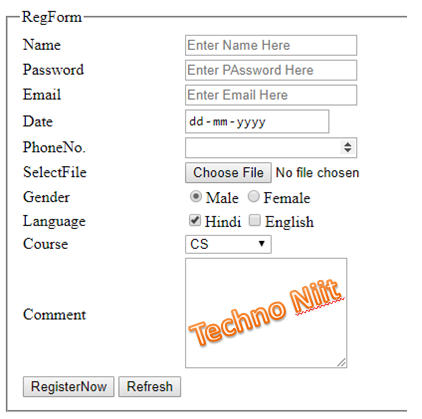 RegForm
Name Enter Name Here
Password Enter PAssword Here
Email Enter Email Here
Date dd-mm-yyyy
PhoneNo.
SelectFile Choose File No file chosen
Gender Male Female
Language Hindi English
Course CS
Comment Techno Niit
RegisterNow Refresh